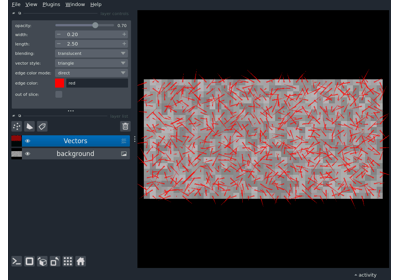 File View Plugins Window Help
layer controls
opacity: 0.70
width: 0.20
length: 2.50
blending: translucent
vector style: triangle
edge color mode: direct
edge color: red
out of slice:
layer list
Vectors
background
activity